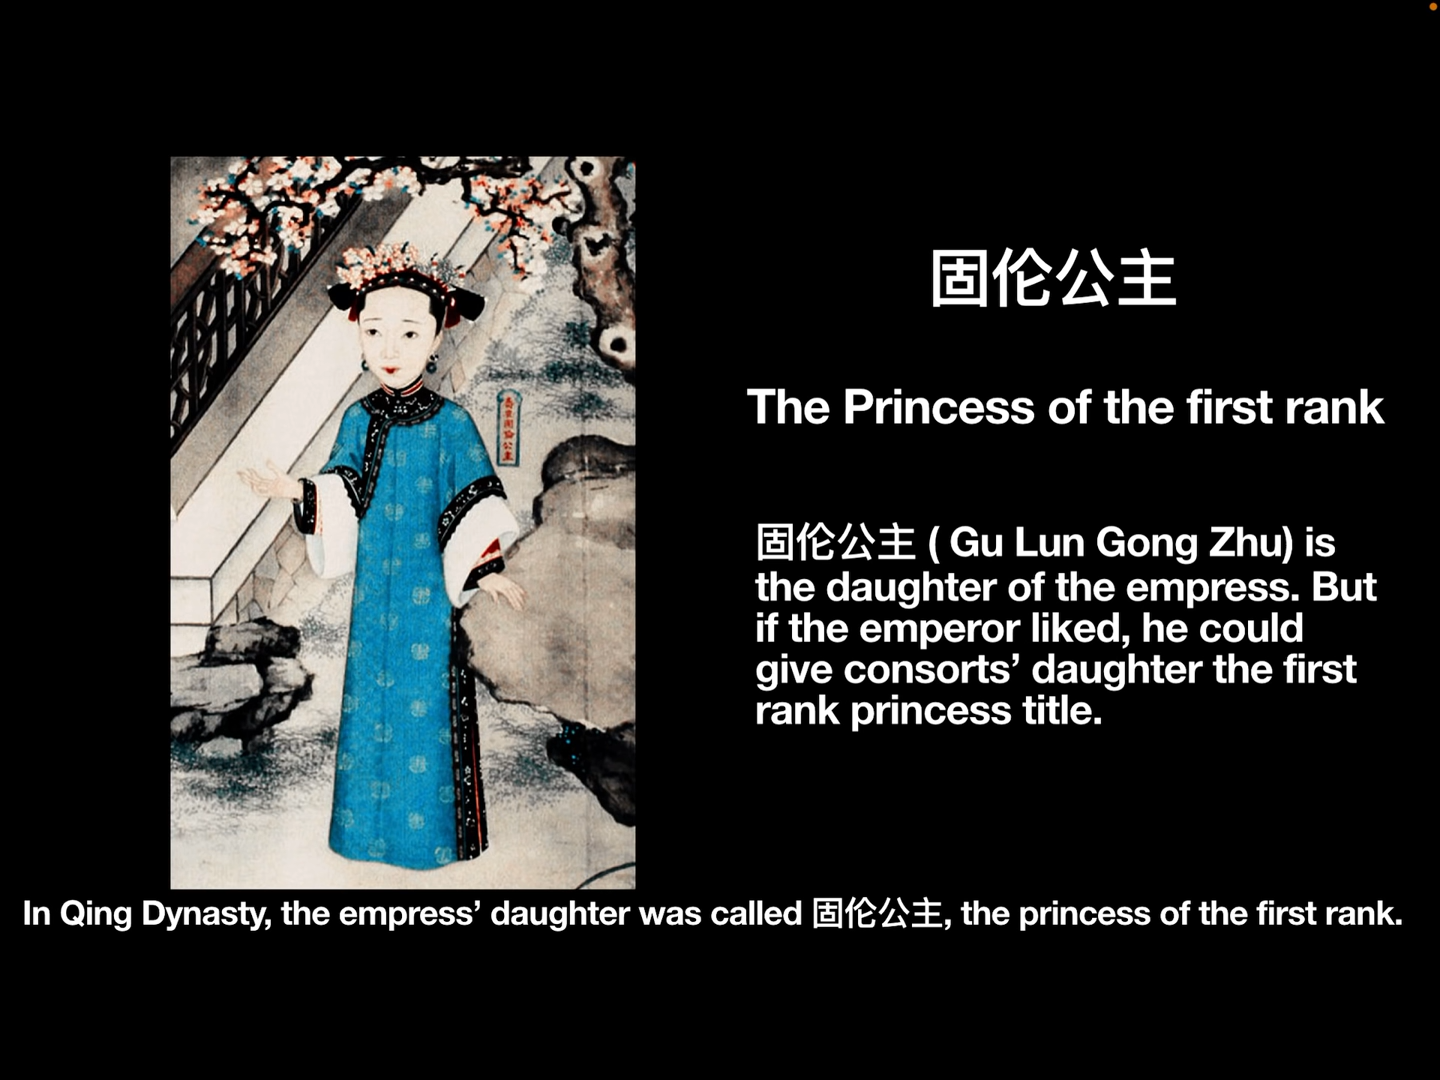 固伦公主
The Princess of the first rank
固伦公主 ( Gu Lun Gong Zhu) is
the daughter of the empress. But
if the emperor liked, he could
give consorts’ daughter the first
rank princess title.
In Qing Dynasty, the empress’ daughter was called 固伦公主, the princess of the first rank.